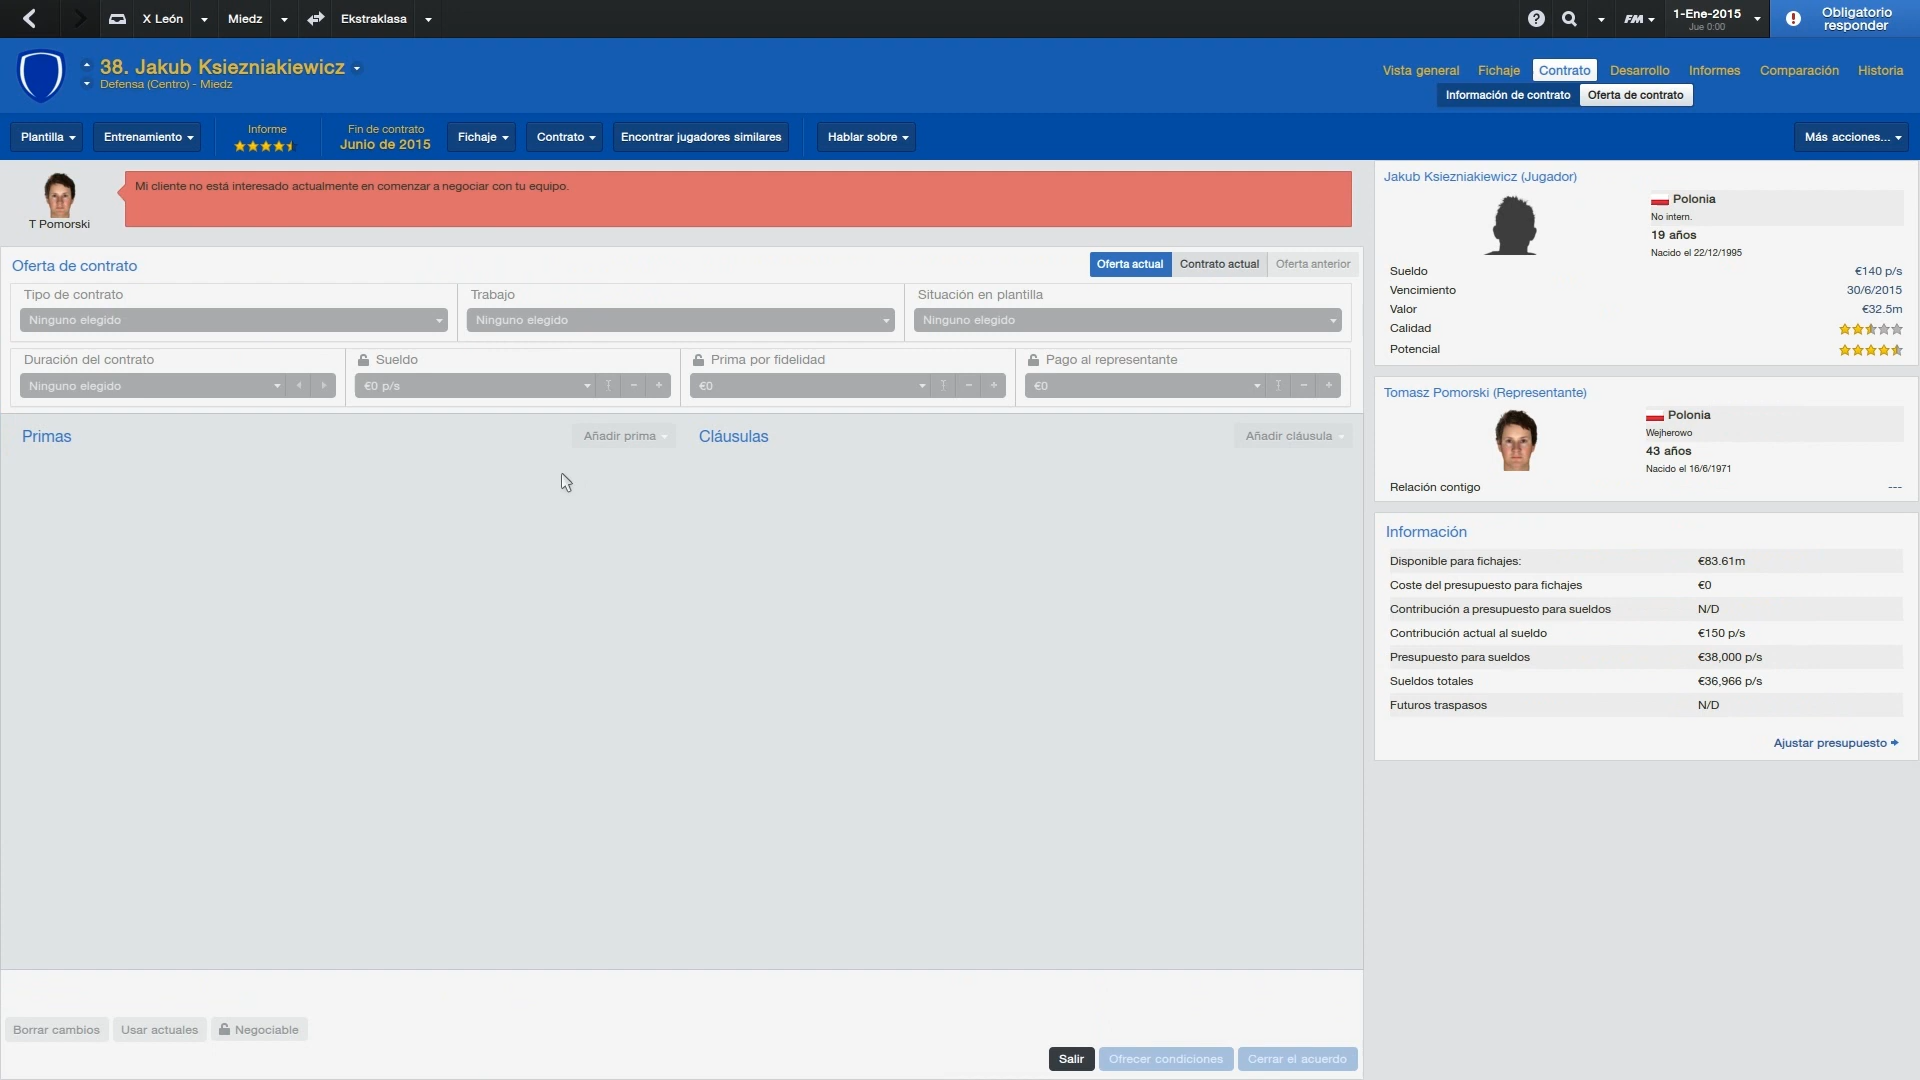 X León
Miedz
Ekstraklasa
FM
1-Ene-2015
Jue 0:00
Obligatorio
responder
38. Jakub Ksiezniakiewicz
Defensa (Centro) - Miedz
Vista general
Fichaje
Contrato
Desarrollo
Informes
Comparación
Historia
Información de contrato
Oferta de contrato
Plantilla
Entrenamiento
Informe
Fin de contrato
Junio de 2015
Fichaje
Contrato
Encontrar jugadores similares
Hablar sobre
Más acciones...
T Pomorski
Mi cliente no está interesado actualmente en comenzar a negociar con tu equipo.
Oferta de contrato
Oferta actual
Contrato actual
Oferta anterior
Tipo de contrato
Ninguno elegido
Trabajo
Ninguno elegido
Situación en plantilla
Ninguno elegido
Duración del contrato
Ninguno elegido
Sueldo
€0 p/s
Prima por fidelidad
€0
Pago al representante
€0
Primas
Añadir prima
Cláusulas
Añadir cláusula
Borrar cambios
Usar actuales
Negociable
Salir
Ofrecer condiciones
Cerrar el acuerdo
Jakub Ksiezniakiewicz (Jugador)
Polonia
No intern.
19 años
Nacido el 22/12/1995
Sueldo €140 p/s
Vencimiento 30/6/2015
Valor €32.5m
Calidad
Potencial
Tomasz Pomorski (Representante)
Polonia
Wejherowo
43 años
Nacido el 16/6/1971
Relación contigo ---
Información
Disponible para fichajes: €83.61m
Coste del presupuesto para fichajes €0
Contribución a presupuesto para sueldos N/D
Contribución actual al sueldo €150 p/s
Presupuesto para sueldos €38,000 p/s
Sueldos totales €36,966 p/s
Futuros traspasos N/D
Ajustar presupuesto